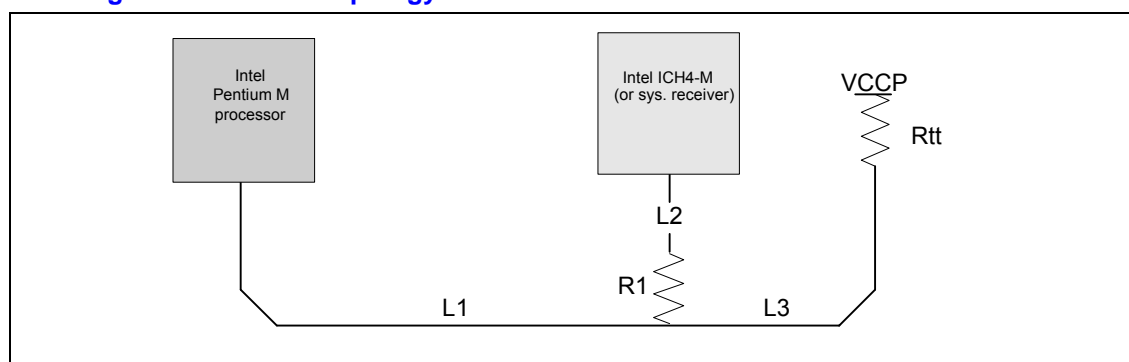 Intel
Pentium M
processor
Intel ICH4-M
(or sys. receiver)
VCCP
Rtt
L2
R1
L1
L3